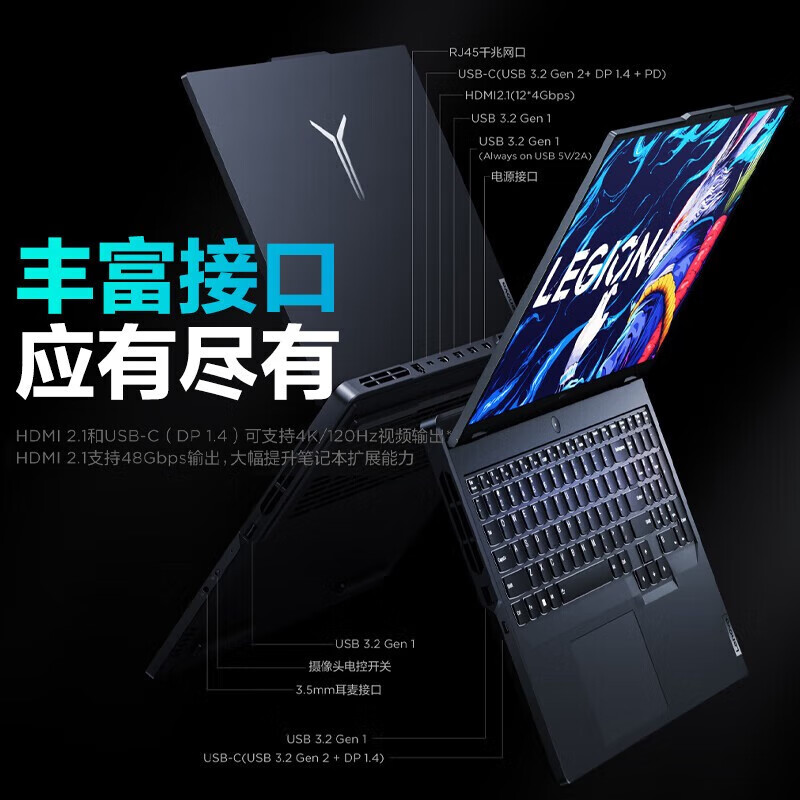 RJ45千兆网口
USB-C(USB 3.2 Gen 2+ DP 1.4 + PD)
HDMI2.1(12*4Gbps)
USB 3.2 Gen 1
USB 3.2 Gen 1
(Always on USB 5V/2A)
电源接口
LEGION
丰富接口
应有尽有
HDMI 2.1和USB-C（DP 1.4）可支持4K/120Hz视频输出*
HDMI 2.1支持48Gbps输出,大幅提升笔记本扩展能力
USB 3.2 Gen 1
摄像头电控开关
3.5mm耳麦接口
USB 3.2 Gen 1
USB-C(USB 3.2 Gen 2 + DP 1.4)